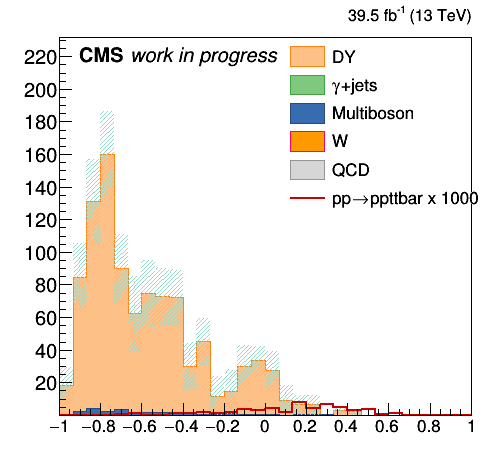 39.5 fb⁻¹ (13 TeV)
CMS work in progress
DY
γ+jets
Multiboson
W
QCD
pp→ppttbar x 1000
220
200
180
160
140
120
100
80
60
40
20
−1 −0.8 −0.6 −0.4 −0.2 0 0.2 0.4 0.6 0.8 1